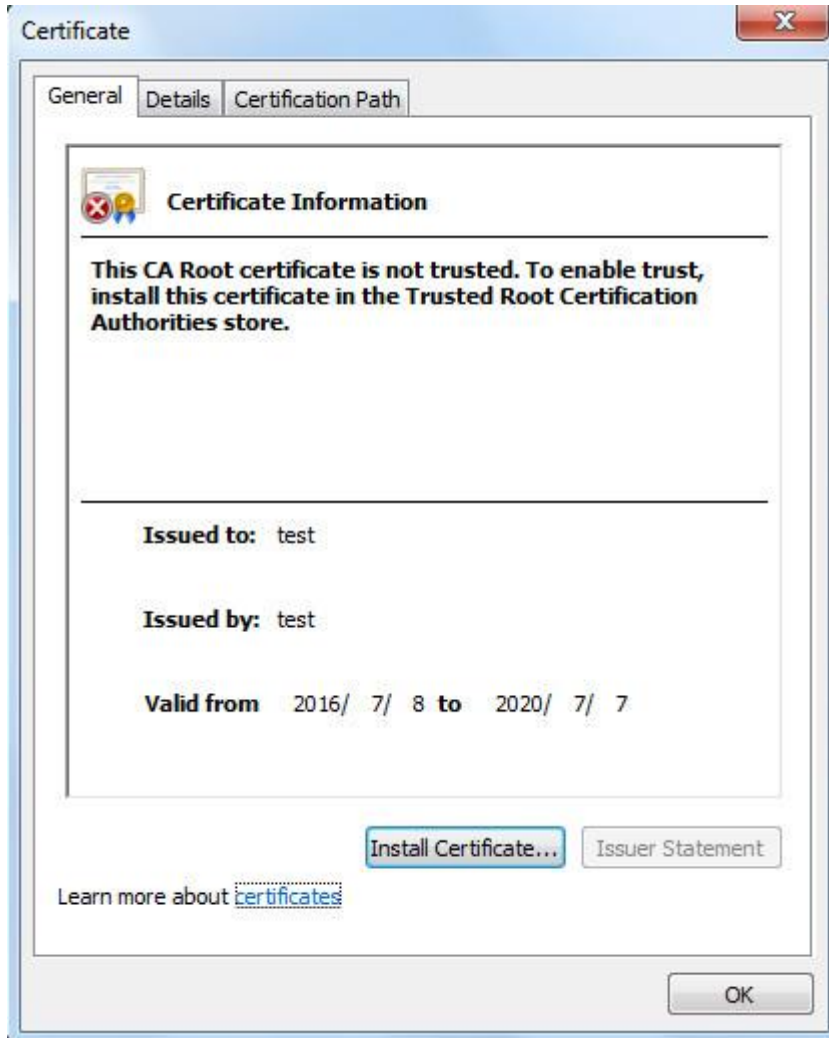 Certificate
General Details Certification Path
Certificate Information
This CA Root certificate is not trusted. To enable trust,
install this certificate in the Trusted Root Certification
Authorities store.
Issued to: test
Issued by: test
Valid from 2016/ 7/ 8 to 2020/ 7/ 7
Install Certificate... Issuer Statement
Learn more about certificates
OK